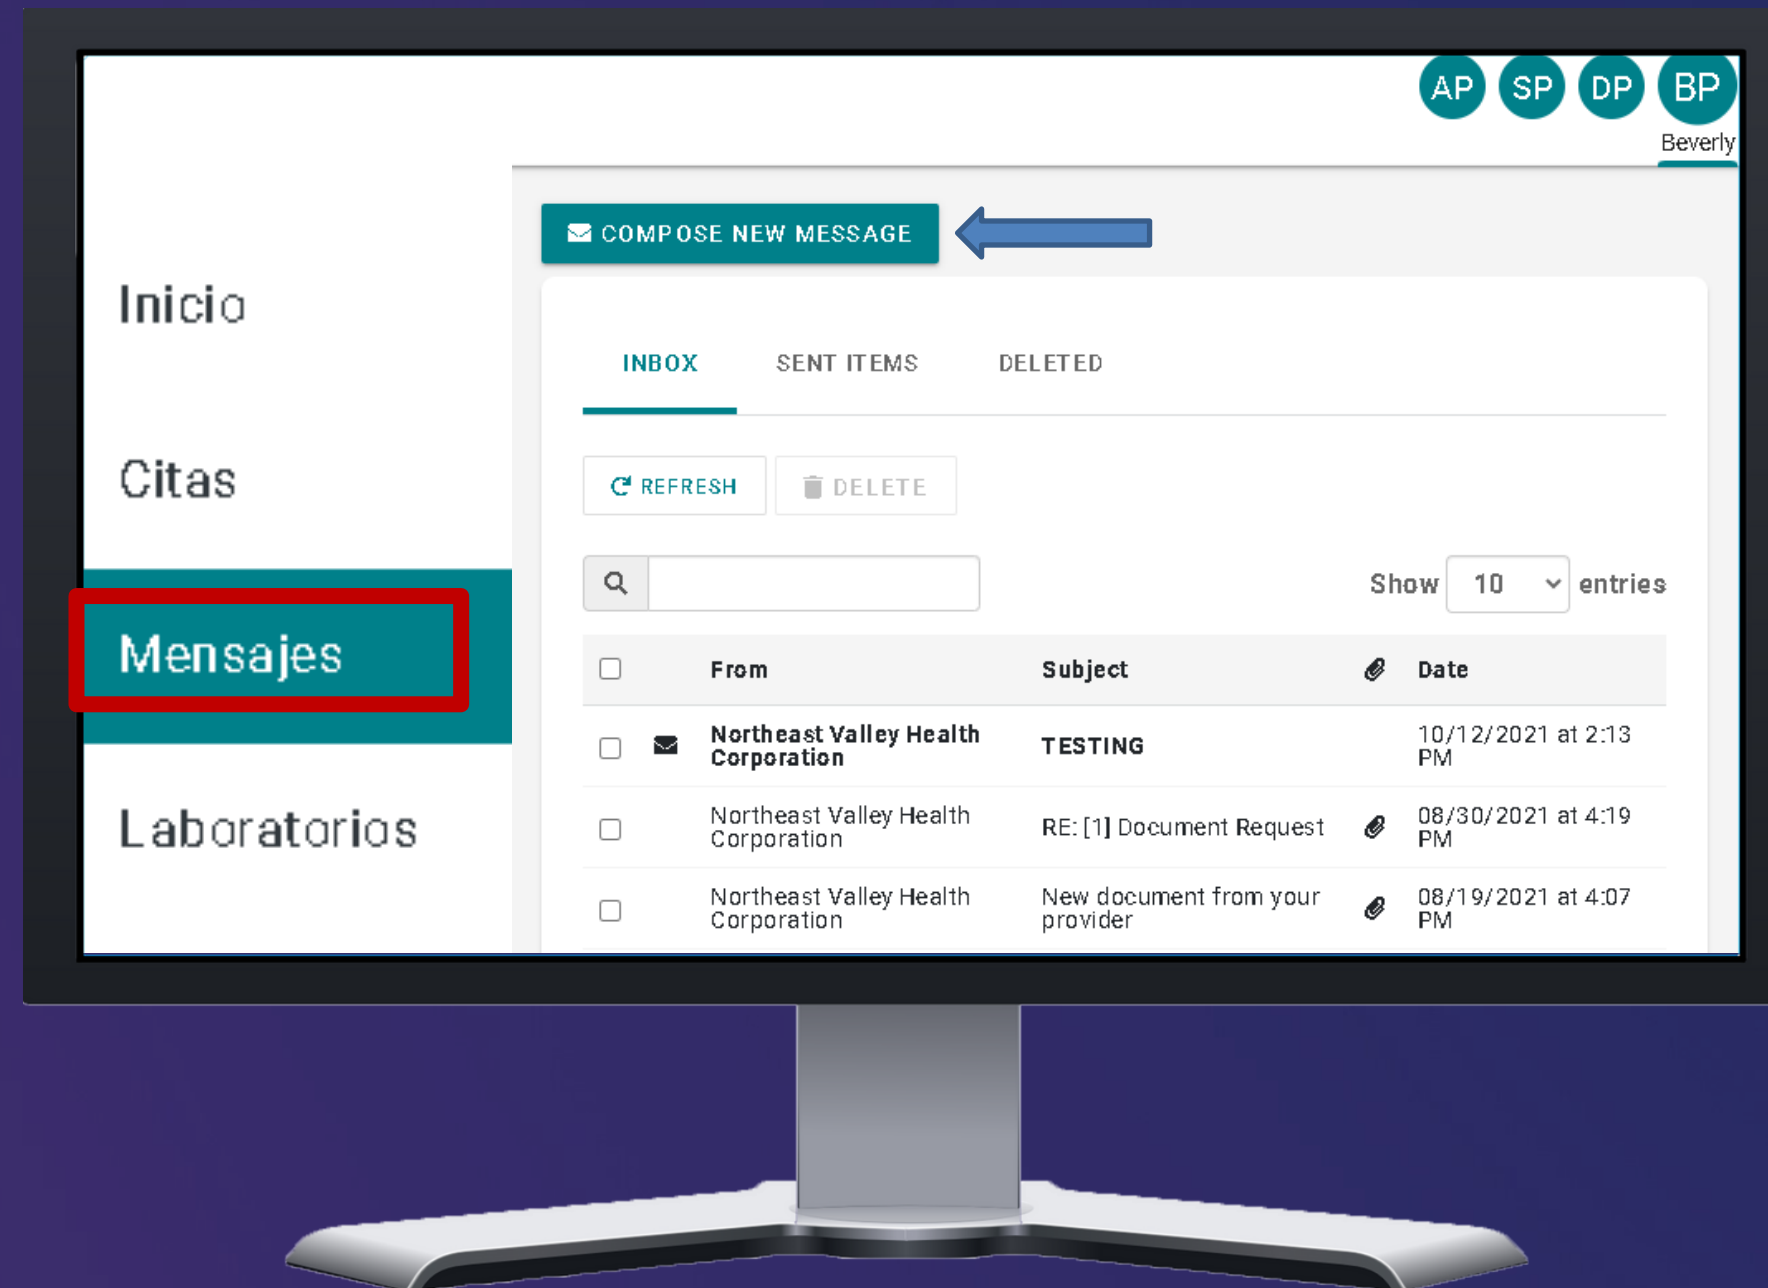 AP SP DP BP
Beverly
COMPOSE NEW MESSAGE
Inicio
Citas
Mensajes
Laboratorios
INBOX SENT ITEMS DELETED
REFRESH DELETE
Show 10 entries
From Subject Date
Northeast Valley Health
Corporation
TESTING
10/12/2021 at 2:13
PM
Northeast Valley Health
Corporation
RE: [1] Document Request
08/30/2021 at 4:19
PM
Northeast Valley Health
Corporation
New document from your
provider
08/19/2021 at 4:07
PM